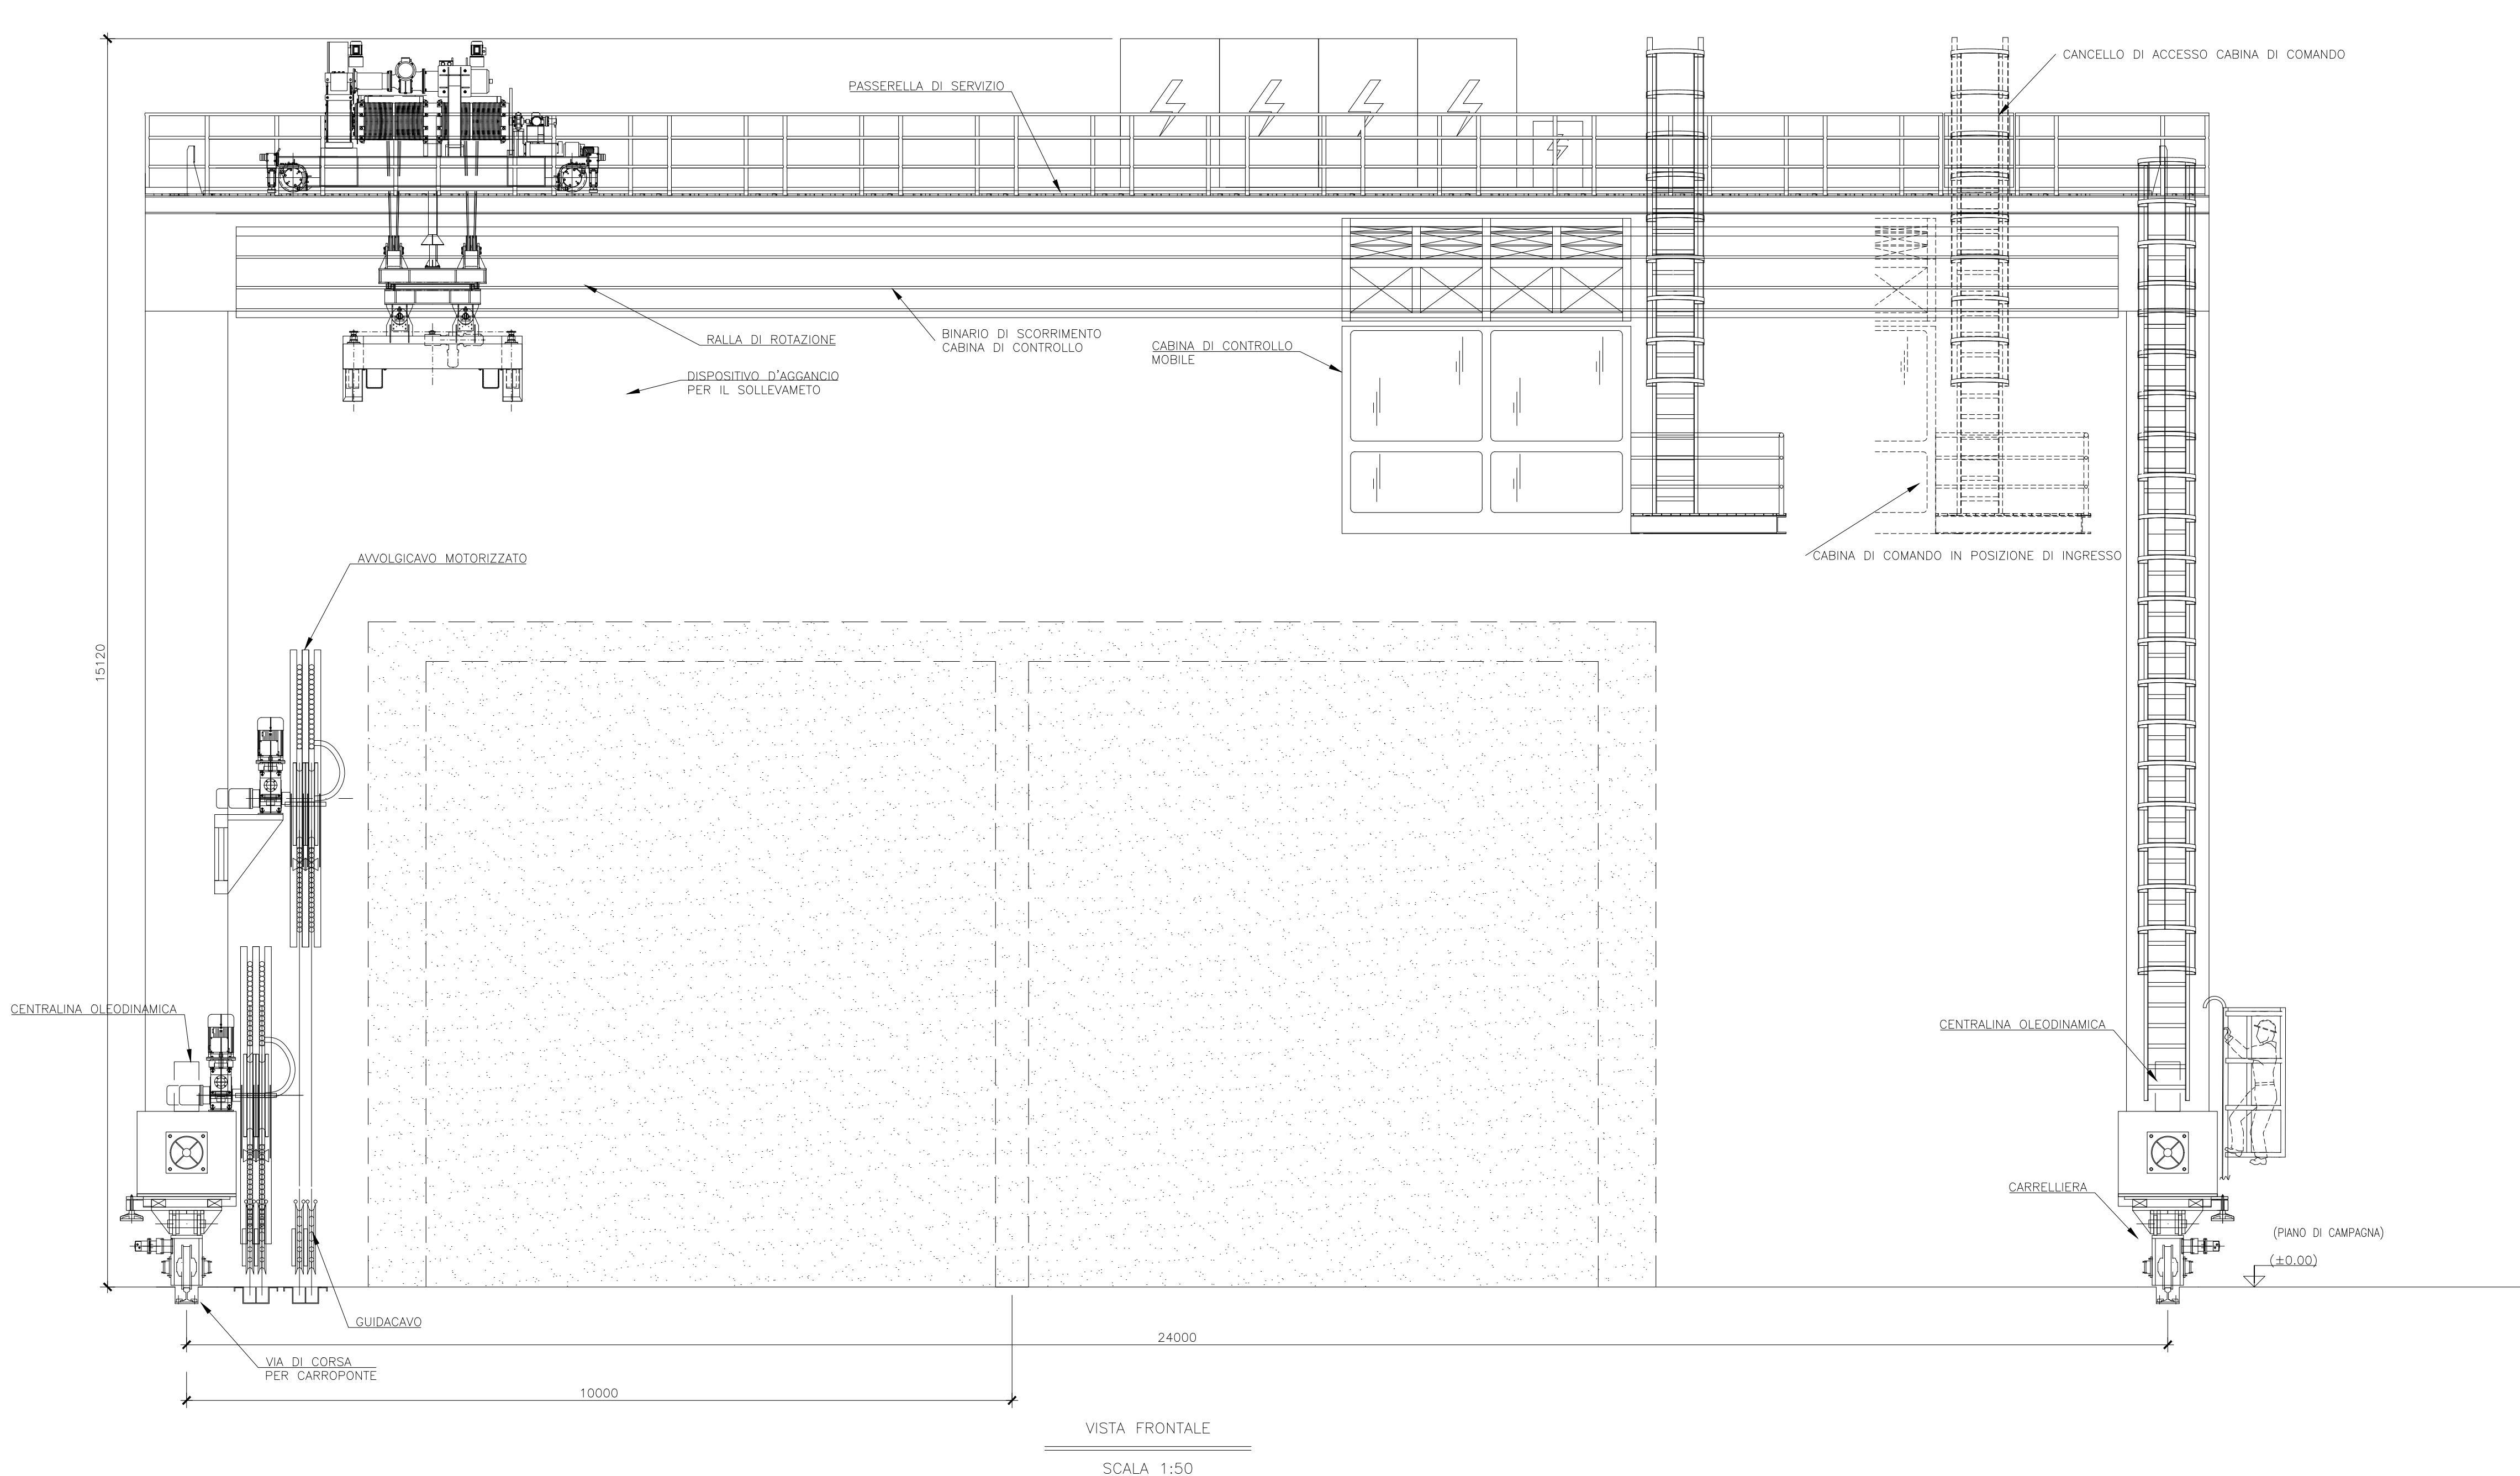 CANCELLO DI ACCESSO CABINA DI COMANDO
PASSERELLA DI SERVIZIO
RALLA DI ROTAZIONE
BINARIO DI SCORRIMENTO
CABINA DI CONTROLLO
CABINA DI CONTROLLO
MOBILE
DISPOSITIVO D'AGGANCIO
PER IL SOLLEVAMETO
AVVOLGICAVO MOTORIZZATO
CABINA DI COMANDO IN POSIZIONE DI INGRESSO
15120
CENTRALINA OLEODINAMICA
CENTRALINA OLEODINAMICA
CARRELLIERA
(PIANO DI CAMPAGNA)
(±0.00)
GUIDACAVO
24000
VIA DI CORSA
PER CARROPONTE
10000
VISTA FRONTALE
SCALA 1:50